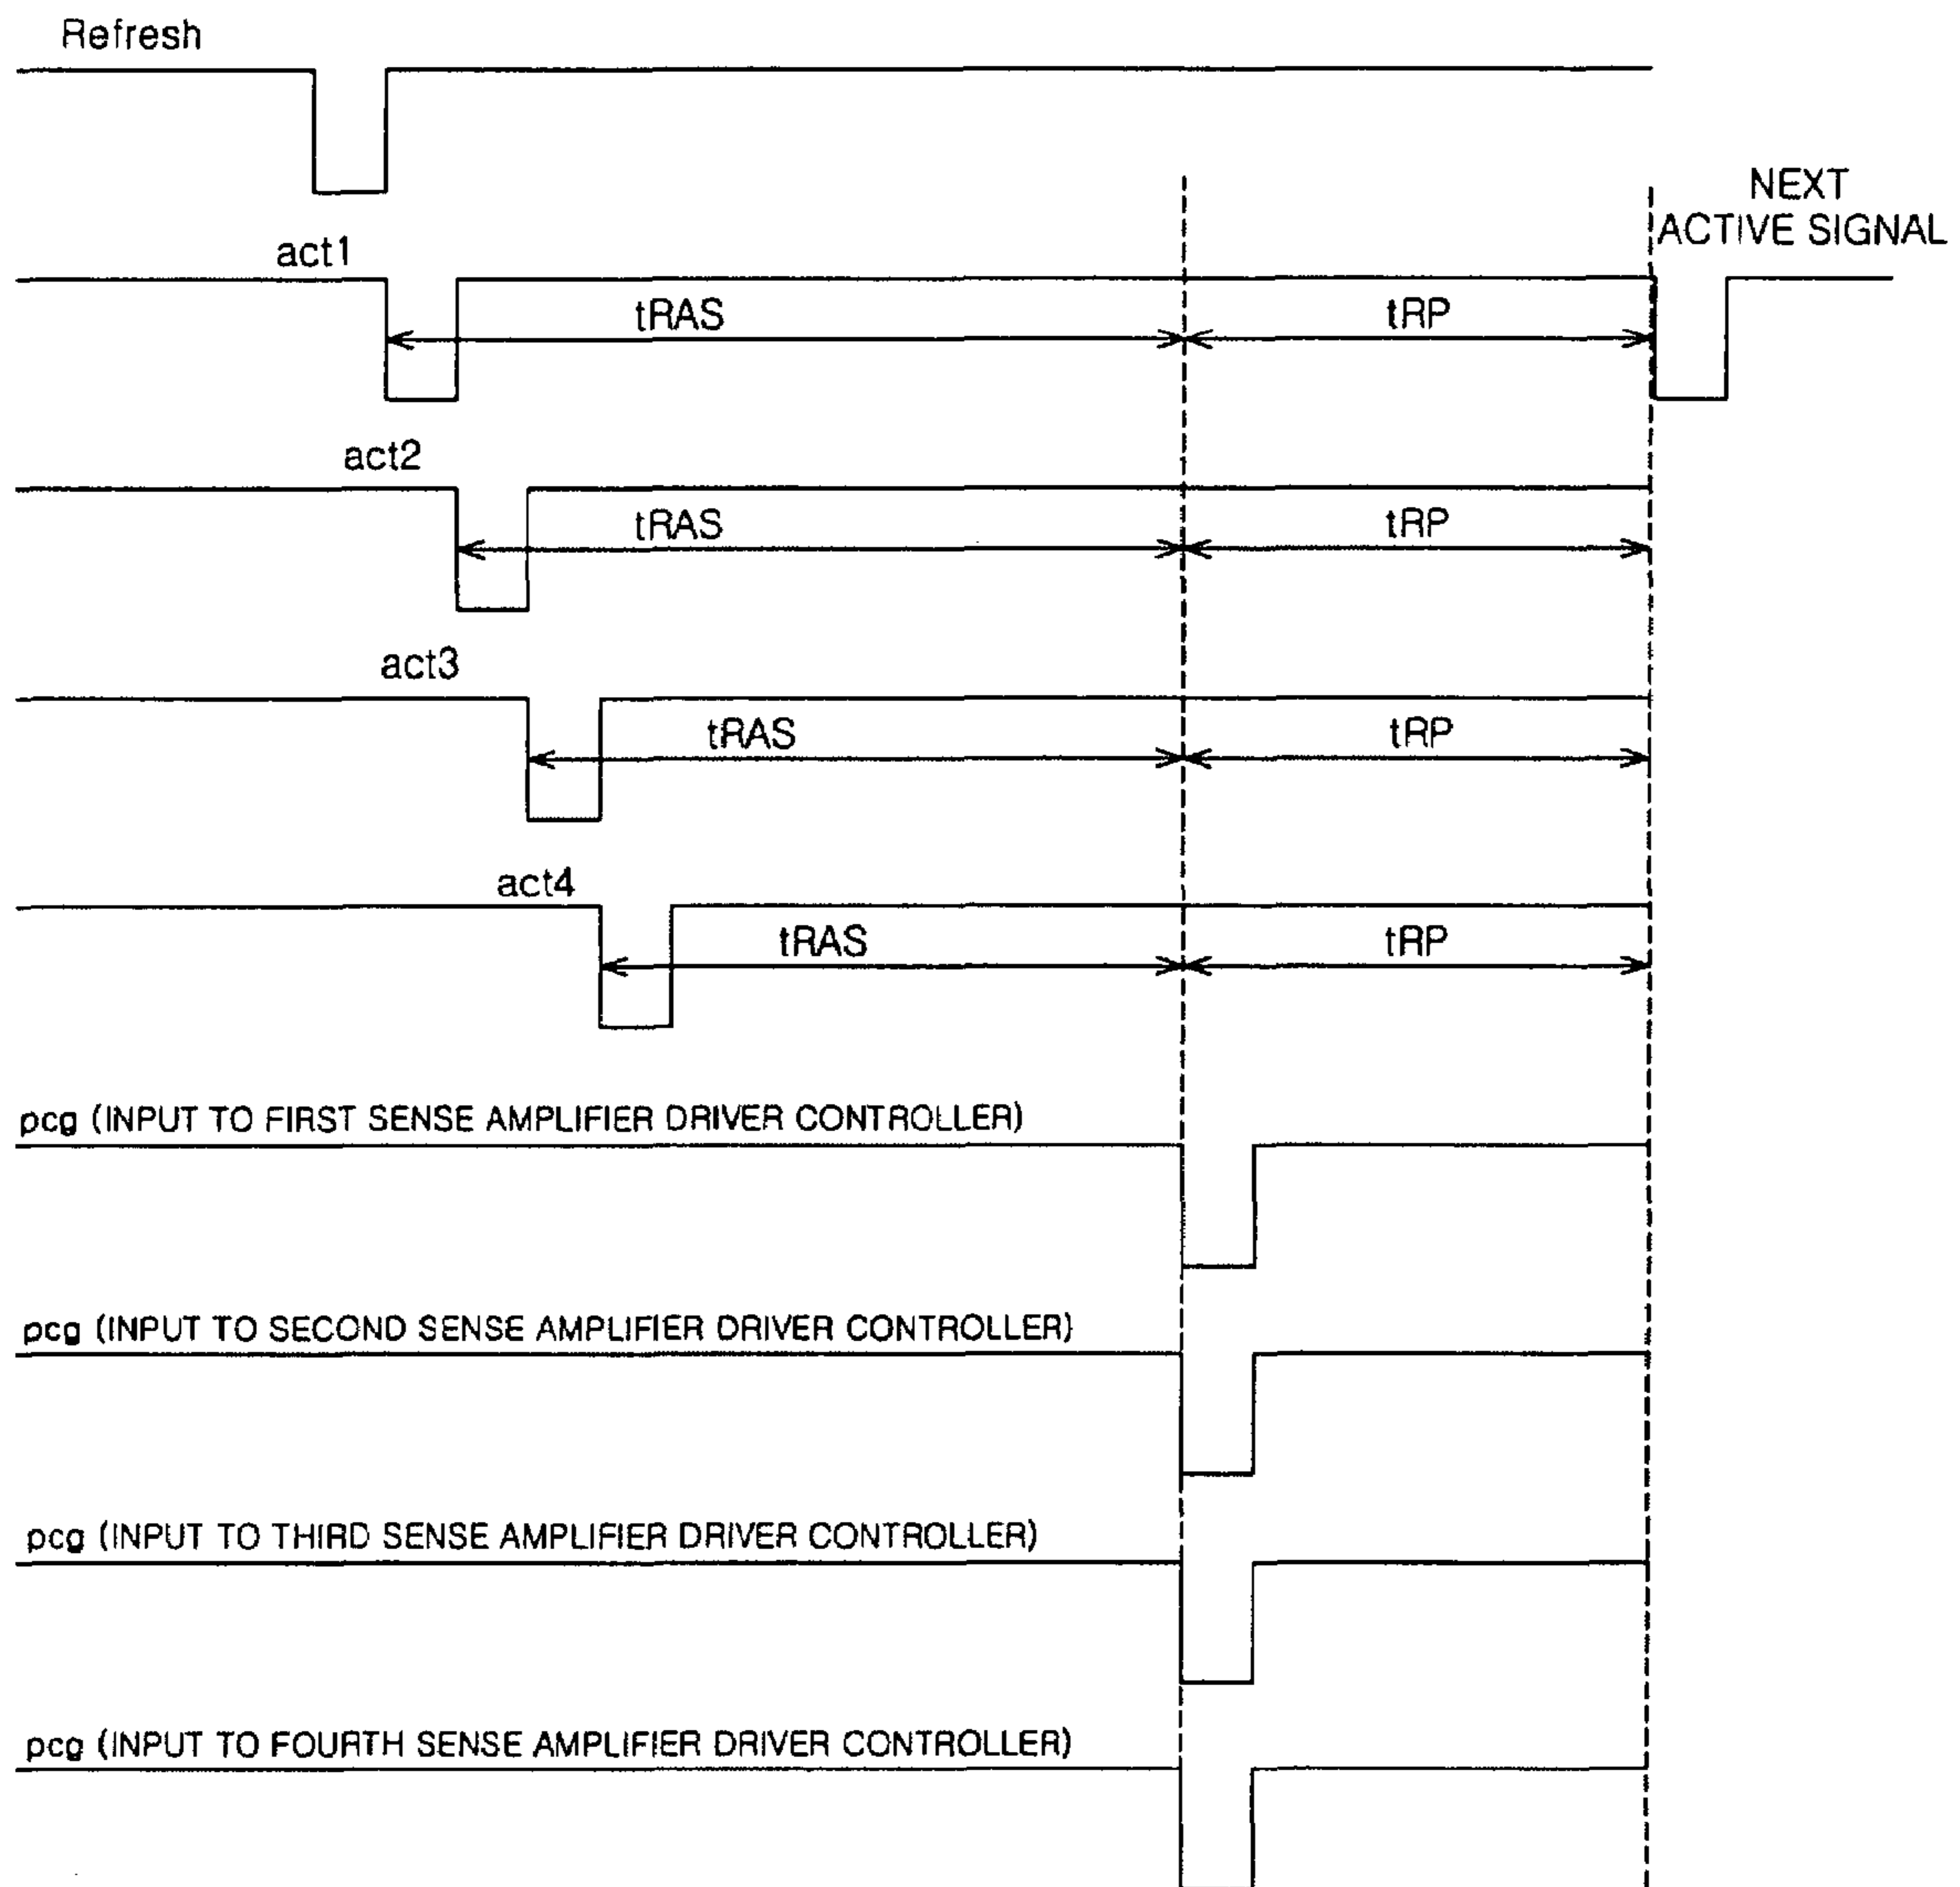 Refresh
NEXT
ACTIVE SIGNAL
act1
tRAS
tRP
act2
tRAS
tRP
act3
tRAS
tRP
act4
tRAS
tRP
pcg (INPUT TO FIRST SENSE AMPLIFIER DRIVER CONTROLLER)
pcg (INPUT TO SECOND SENSE AMPLIFIER DRIVER CONTROLLER)
pcg (INPUT TO THIRD SENSE AMPLIFIER DRIVER CONTROLLER)
pcg (INPUT TO FOURTH SENSE AMPLIFIER DRIVER CONTROLLER)